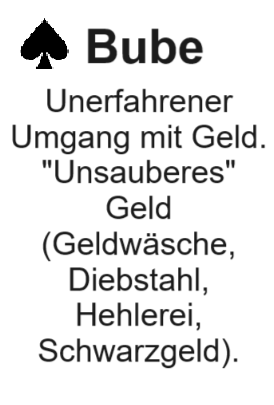 Bube
Unerfahrener
Umgang mit Geld.
"Unsauberes"
Geld
(Geldwäsche,
Diebstahl,
Hehlerei,
Schwarzgeld).